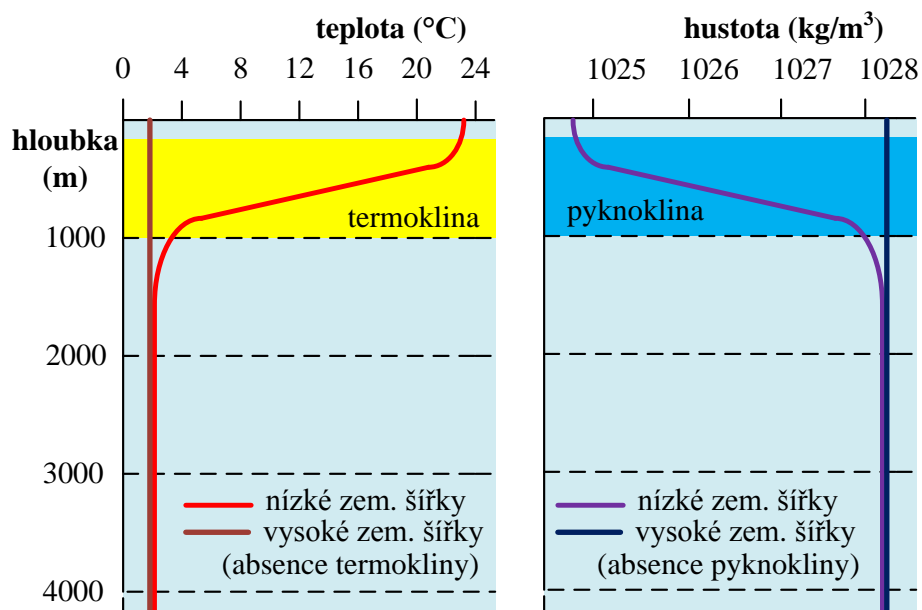 teplota (°C)
0 4 8 12 16 20 24
hloubka
(m)
termoklina
1000
2000
3000
4000
nízké zem. šířky
vysoké zem. šířky
(absence termokliny)
hustota (kg/m³)
1025 1026 1027 1028
pyknoklina
nízké zem. šířky
vysoké zem. šířky
(absence pyknokliny)